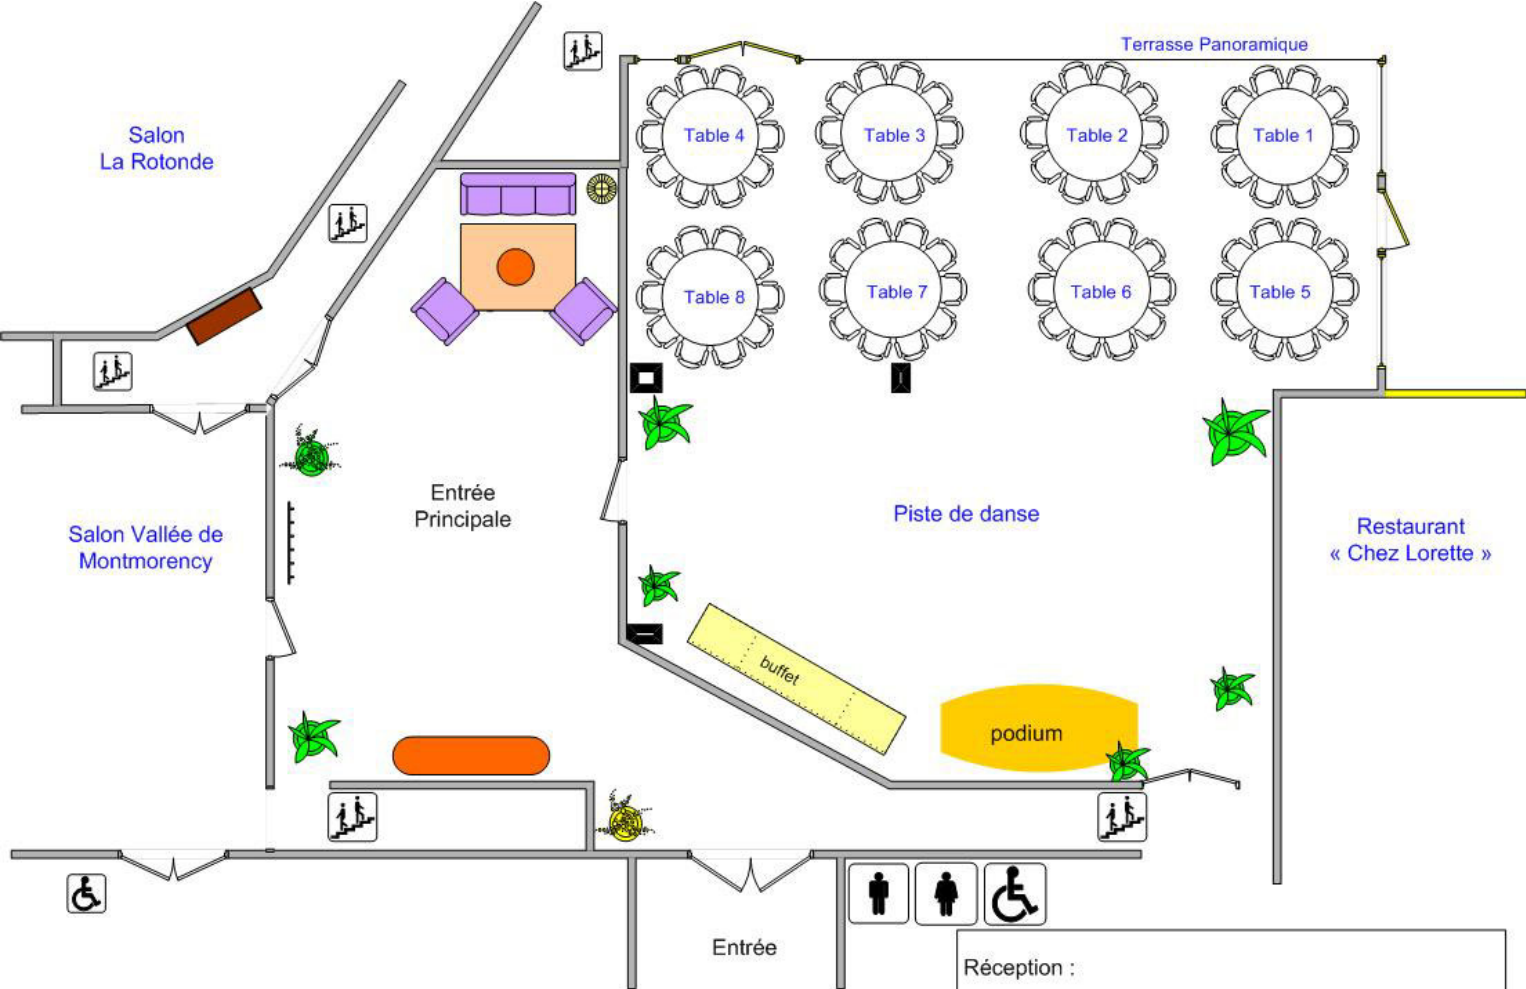 Terrasse Panoramique
Salon
La Rotonde
Table 4
Table 3
Table 2
Table 1
Table 8
Table 7
Table 6
Table 5
Entrée
Principale
Piste de danse
Salon Vallée de
Montmorency
Restaurant
« Chez Lorette »
buffet
podium
Entrée
Réception :